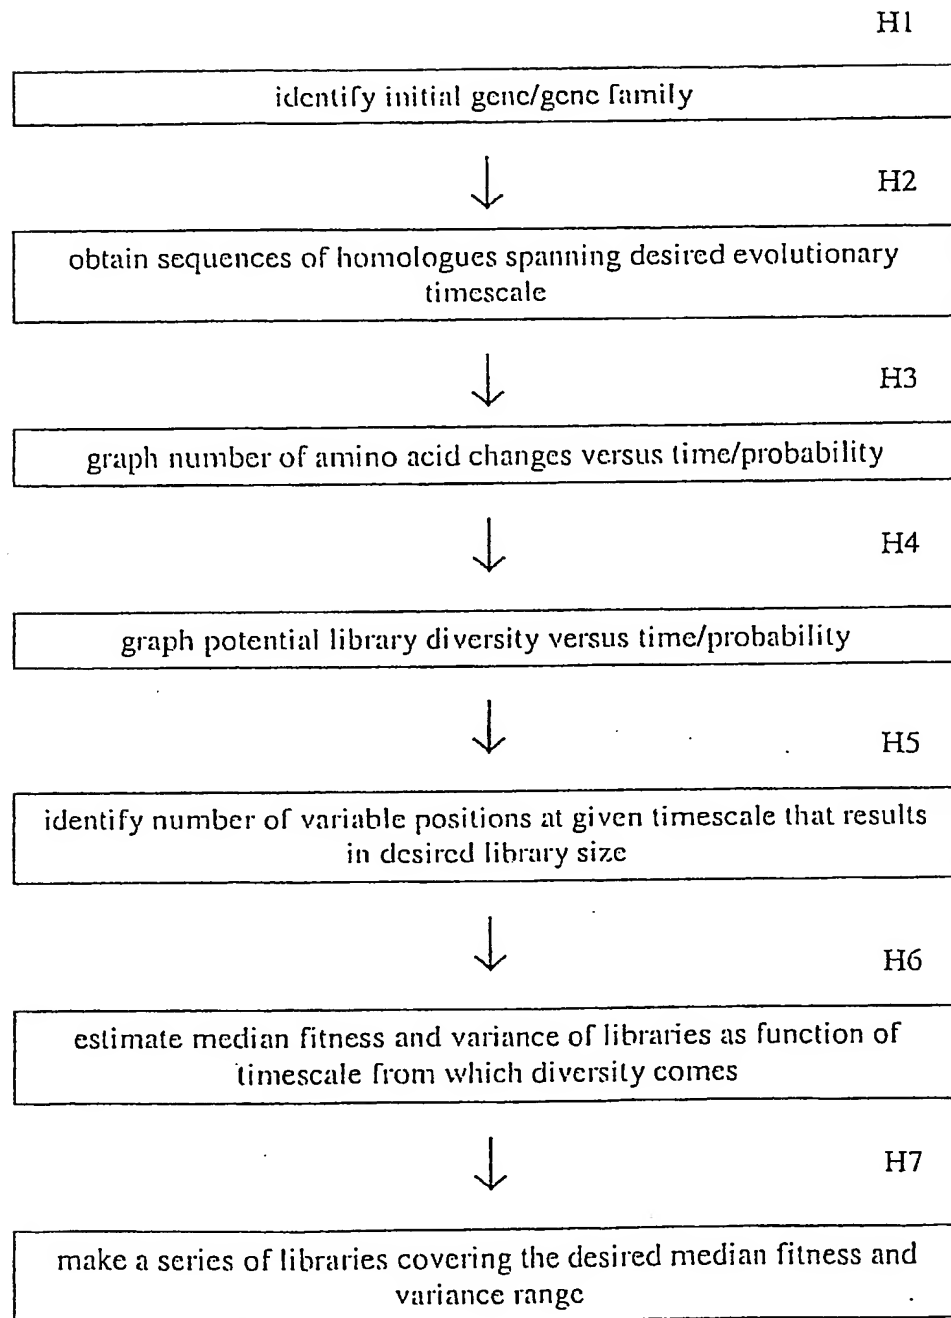 H1
identify initial gene/gene family
H2
obtain sequences of homologues spanning desired evolutionary
timescale
H3
graph number of amino acid changes versus time/probability
H4
graph potential library diversity versus time/probability
H5
identify number of variable positions at given timescale that results
in desired library size
H6
estimate median fitness and variance of libraries as function of
timescale from which diversity comes
H7
make a series of libraries covering the desired median fitness and
variance range